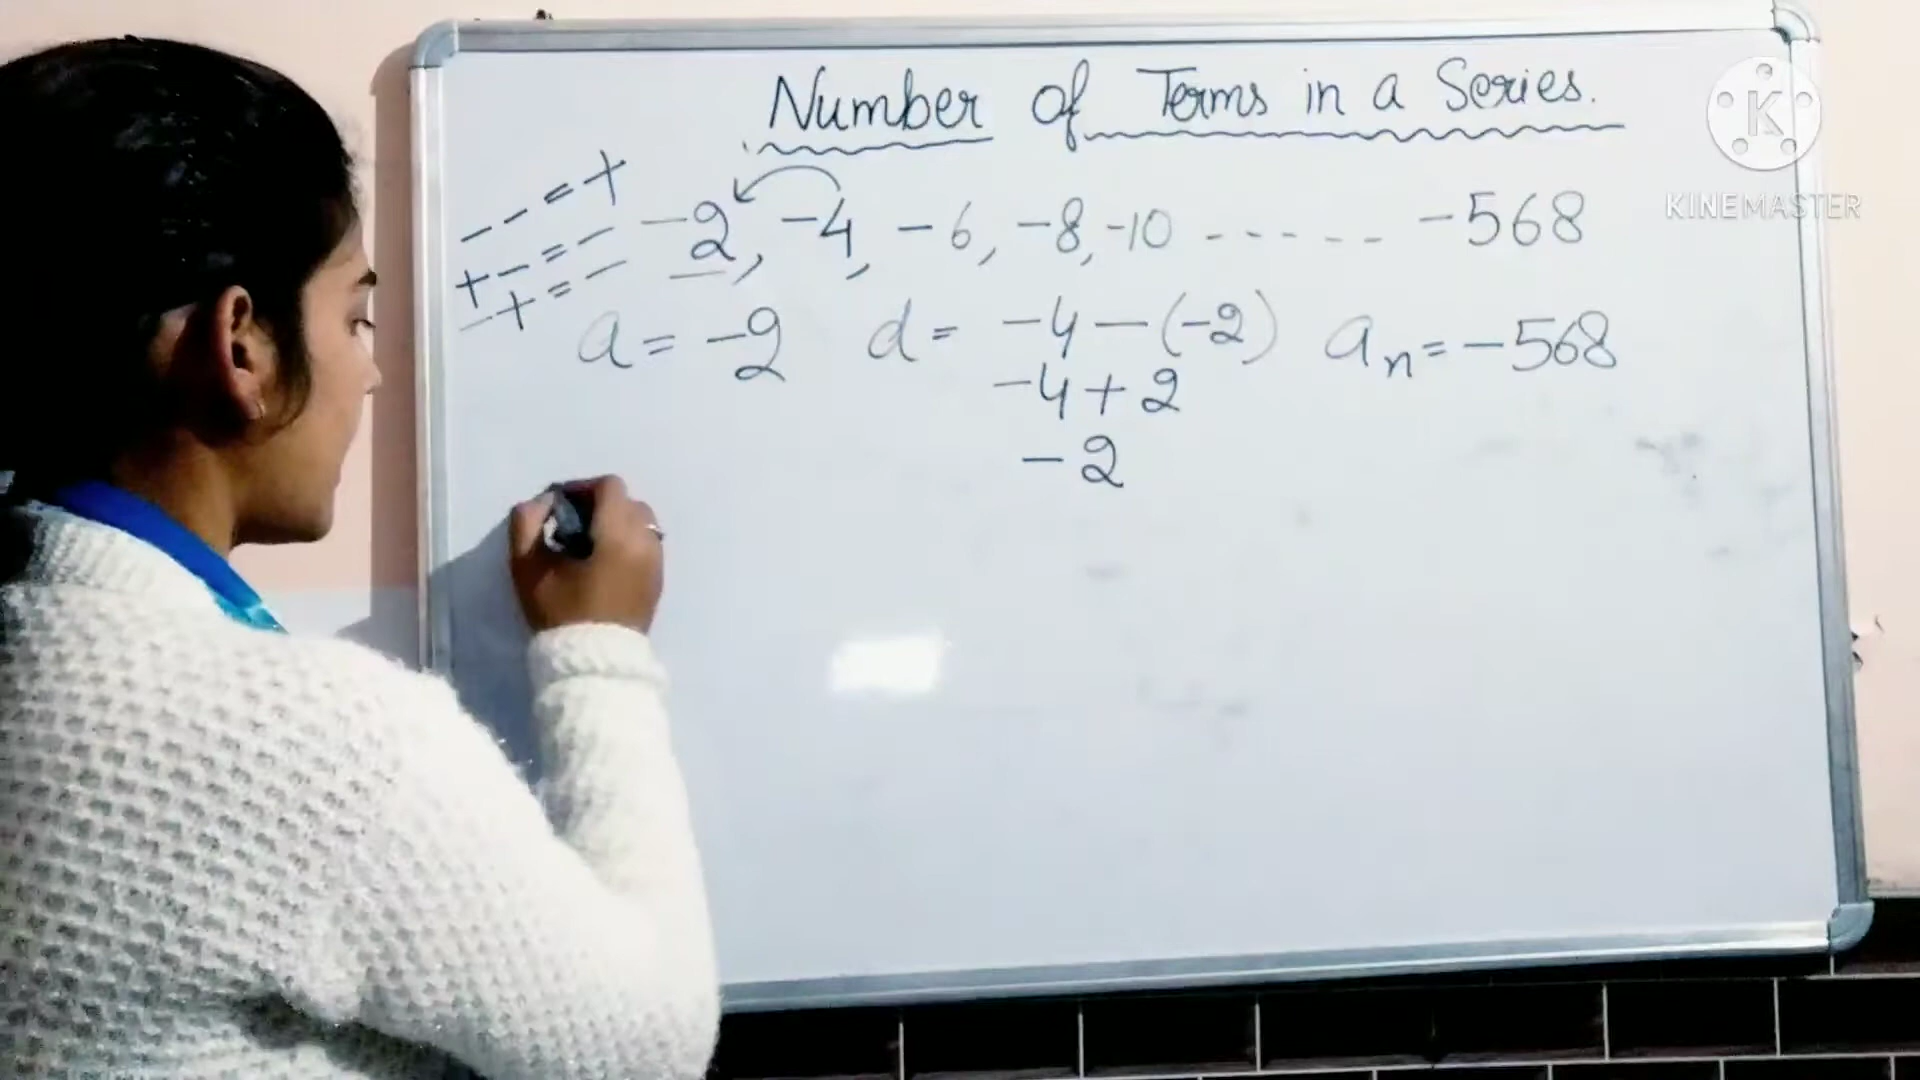 Number of Terms in a Series.
- - = +
+ - = -
- + = -
-2, -4, -6, -8, -10 ------ -568
a = -2 d = -4-(-2) an = -568
-4+2
-2
K
KINEMASTER